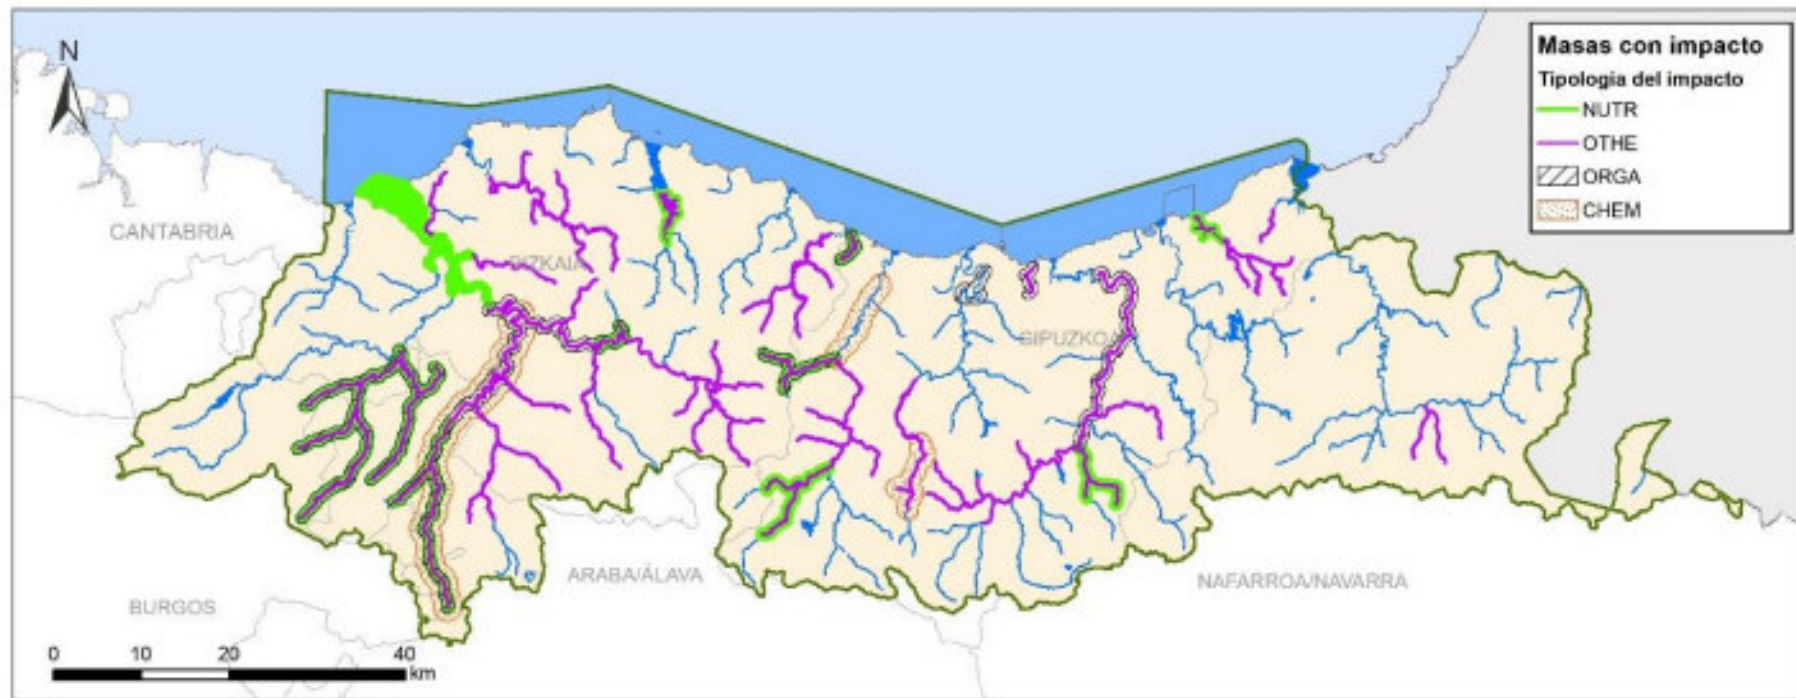 N
Masas con impacto
Tipologia del impacto
NUTR
OTHE
ORGA
CHEM
CANTABRIA
BIZKAIA
GIPUZKOA
ARABA/ÁLAVA
NAFARROA/NAVARRA
BURGOS
0 10 20 40
km